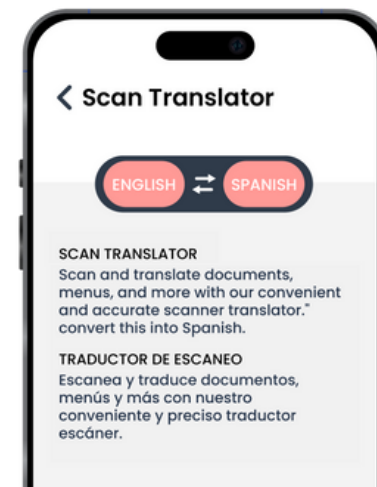 Scan Translator
ENGLISH SPANISH
SCAN TRANSLATOR
Scan and translate documents,
menus, and more with our convenient
and accurate scanner translator."
convert this into Spanish.
TRADUCTOR DE ESCANEO
Escanea y traduce documentos,
menús y más con nuestro
conveniente y preciso traductor
escáner.